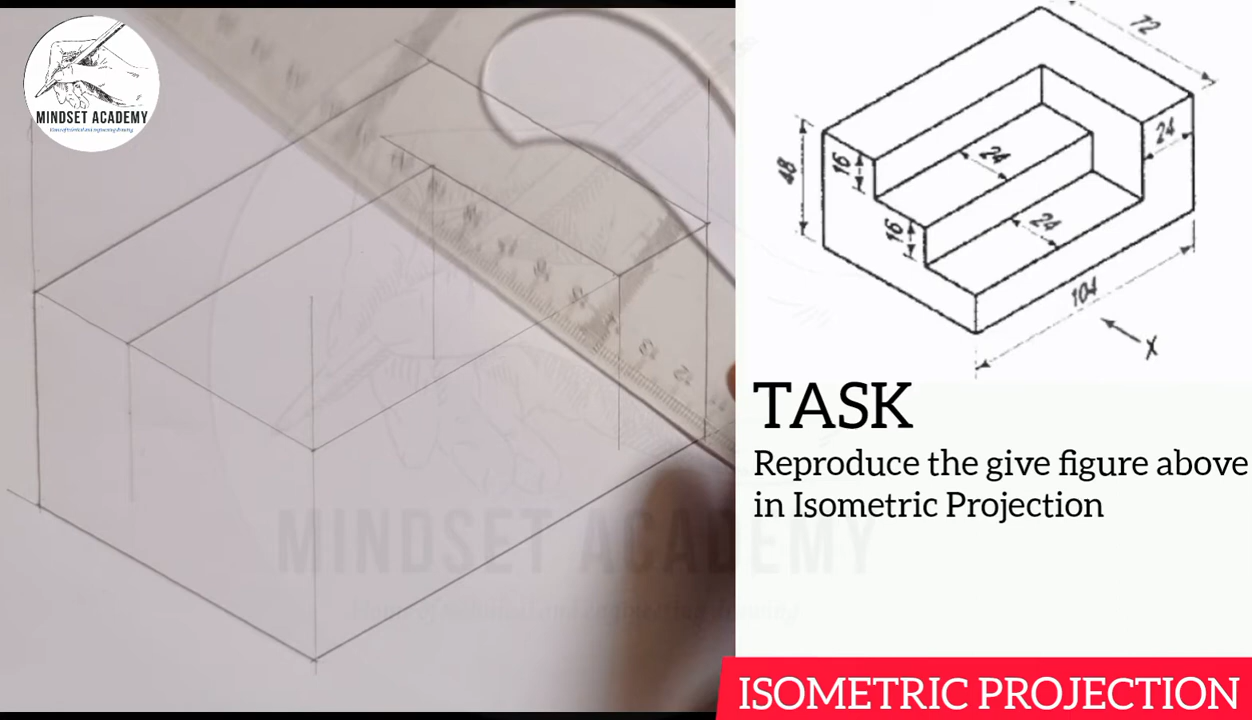 MINDSET ACADEMY
72
24
48
16
24
16
24
104
X
TASK
Reproduce the give figure above
in Isometric Projection
MINDSET ACADEMY
ISOMETRIC PROJECTION